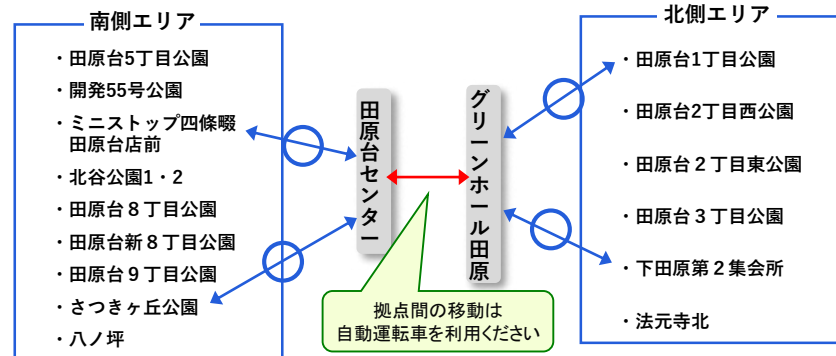 南側エリア
・田原台5丁目公園
・開発55号公園
・ミニストップ四條畷
田原台店前
・北谷公園1・2
・田原台８丁目公園
・田原台新８丁目公園
・田原台９丁目公園
・さつきヶ丘公園
・八ノ坪
田原台センター
グリーンホール田原
拠点間の移動は
自動運転車を利用ください
北側エリア
・田原台1丁目公園
・田原台2丁目西公園
・田原台２丁目東公園
・田原台３丁目公園
・下田原第２集会所
・法元寺北